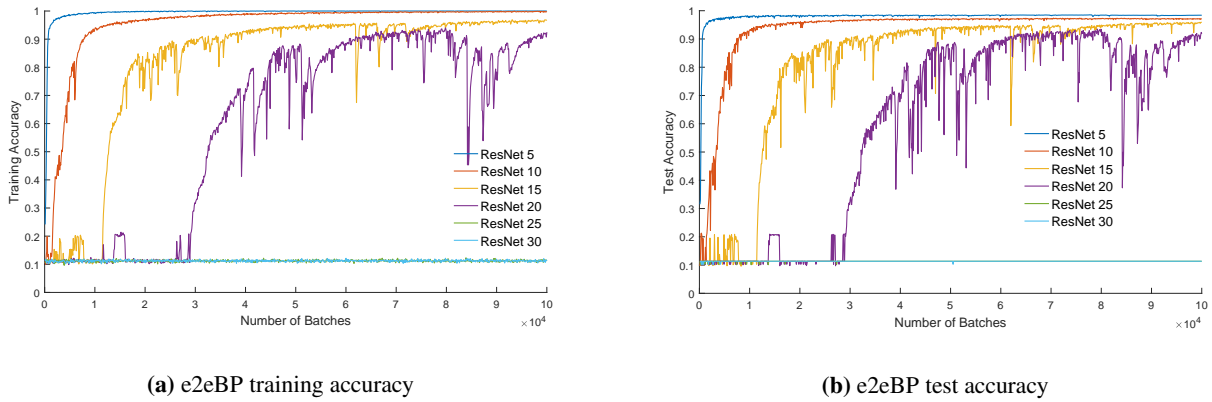 1
0.9
0.8
0.7
0.6
0.5
0.4
0.3
0.2
0.1
0
Training Accuracy
ResNet 5
ResNet 10
ResNet 15
ResNet 20
ResNet 25
ResNet 30
0 1 2 3 4 5 6 7 8 9 10
Number of Batches
×10^4
(a) e2eBP training accuracy
1
0.9
0.8
0.7
0.6
0.5
0.4
0.3
0.2
0.1
0
Test Accuracy
ResNet 5
ResNet 10
ResNet 15
ResNet 20
ResNet 25
ResNet 30
0 1 2 3 4 5 6 7 8 9 10
Number of Batches
×10^4
(b) e2eBP test accuracy